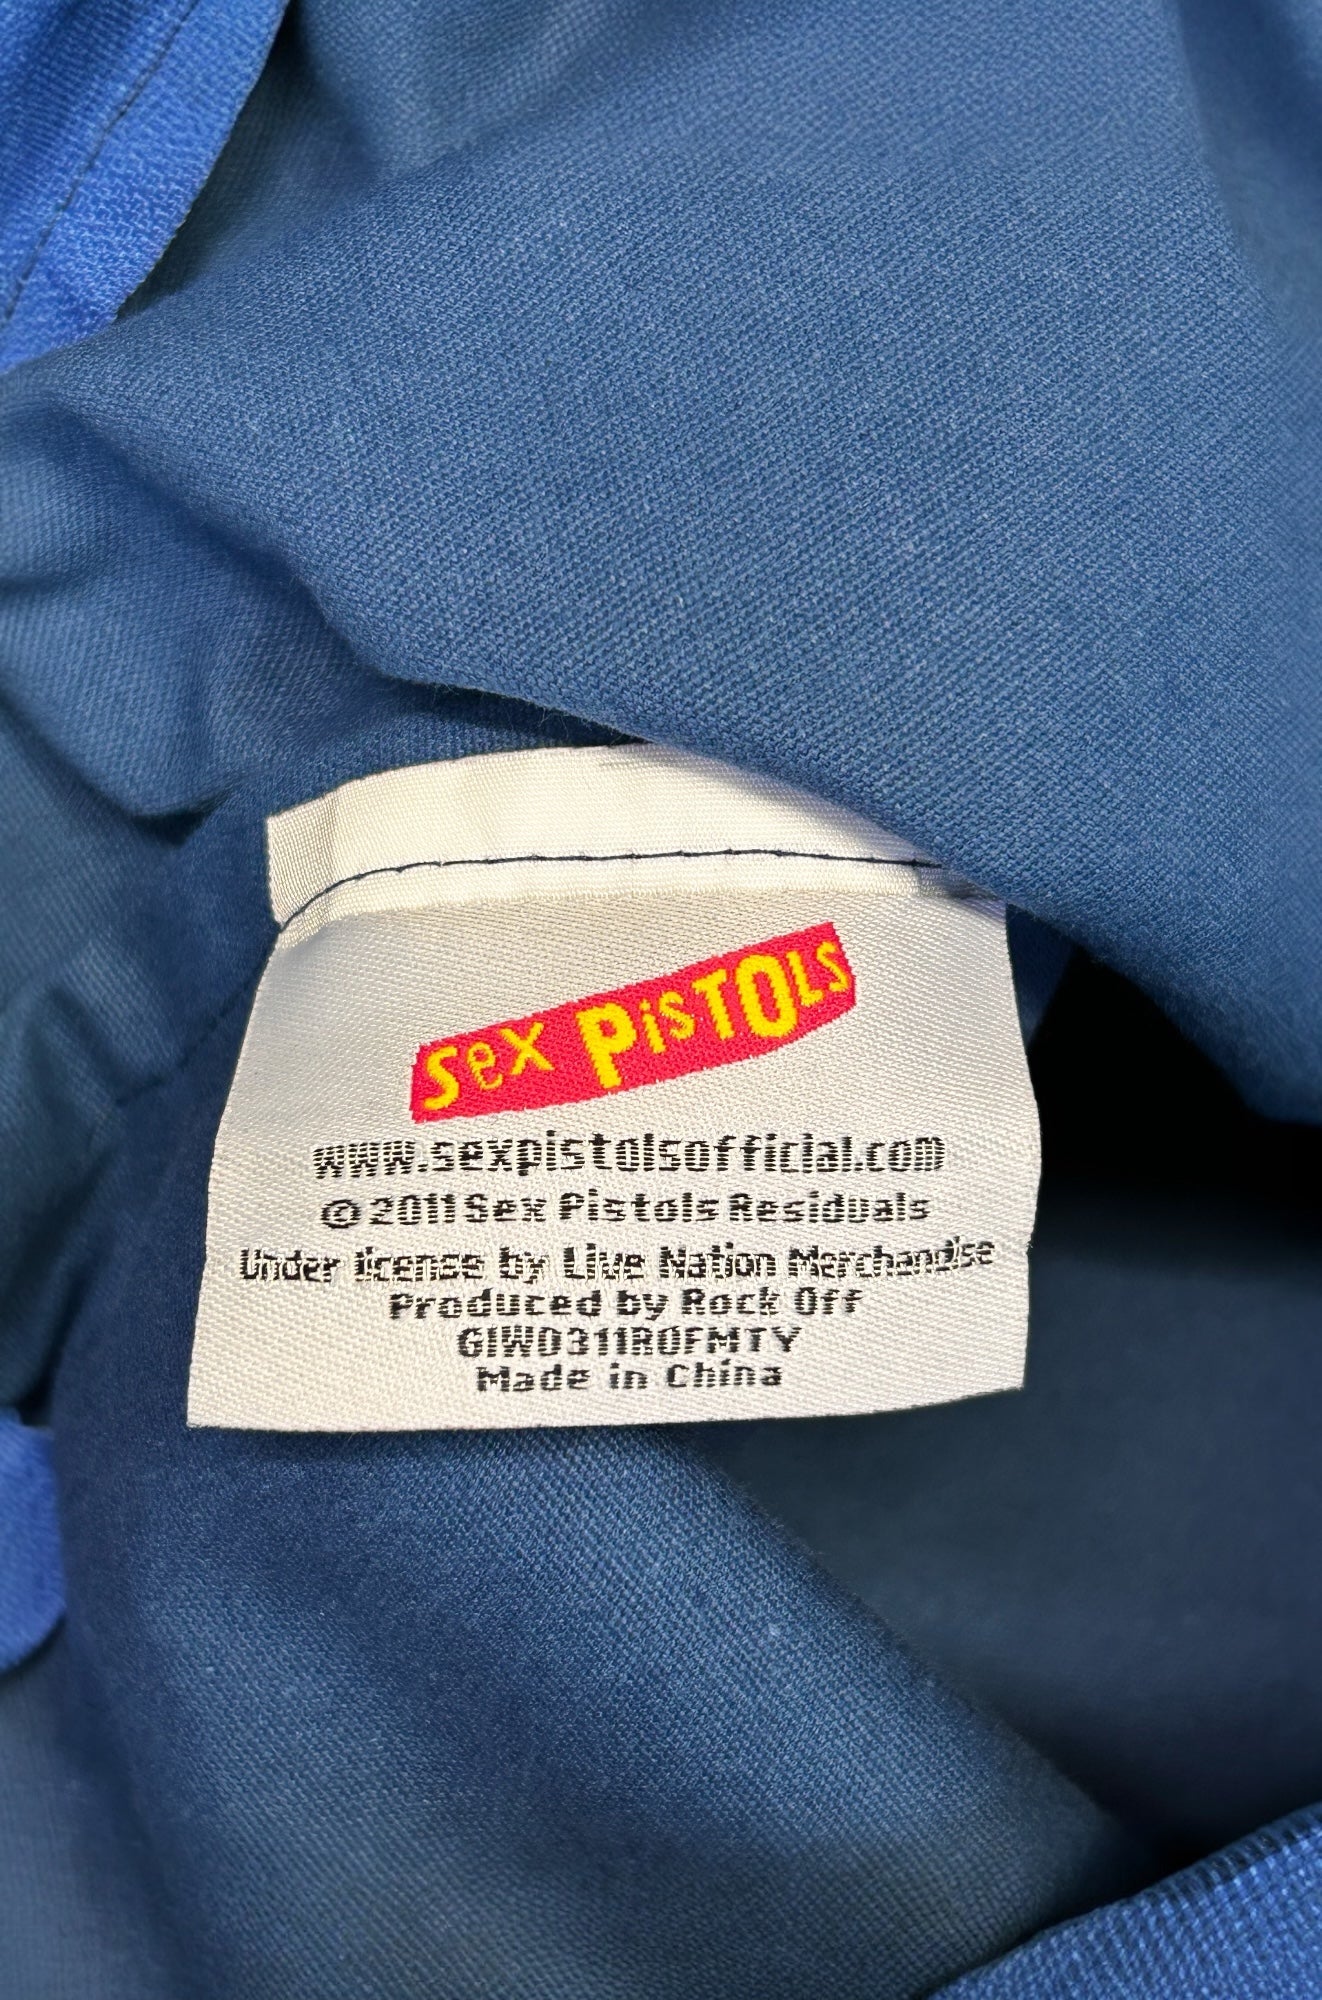 Sex Pistols
www.sexpistolsofficial.com
© 2011 Sex Pistols Residuals
Under license by Live Nation Merchandise
Produced by Rock Off
GIW0311ROFMTY
Made in China